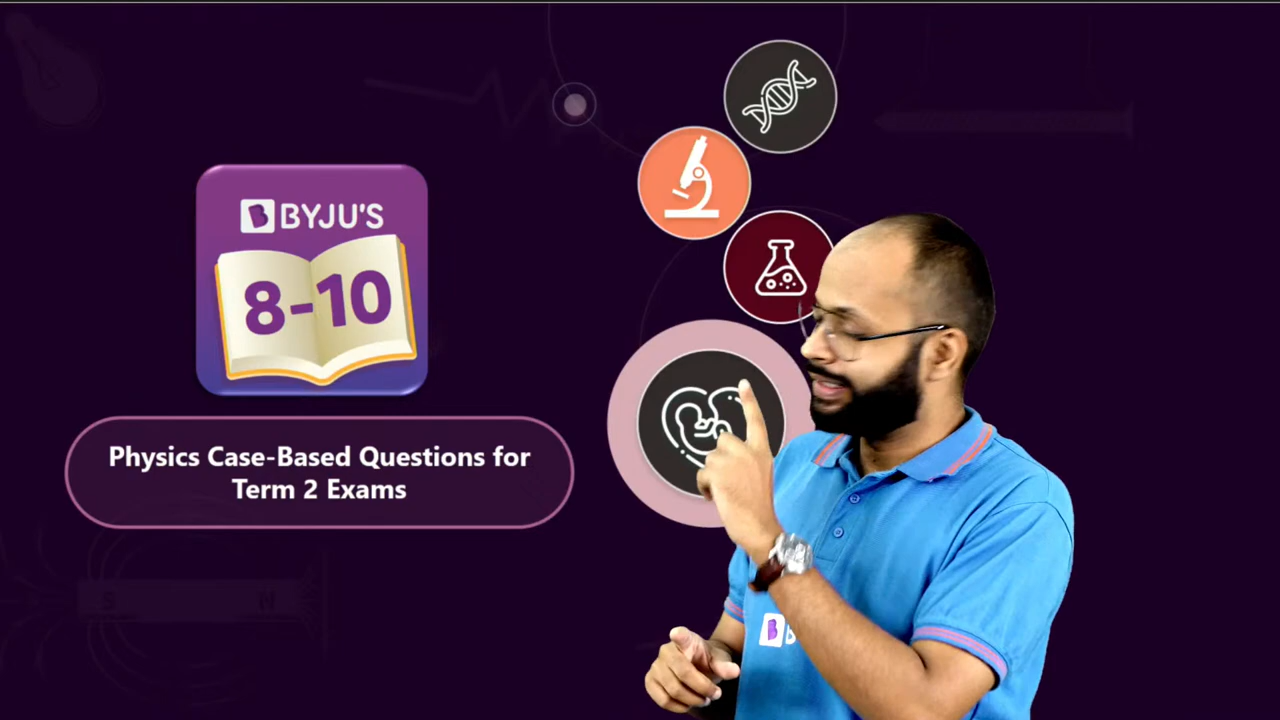 BYJU'S
8-10
Physics Case-Based Questions for
Term 2 Exams
S N
B